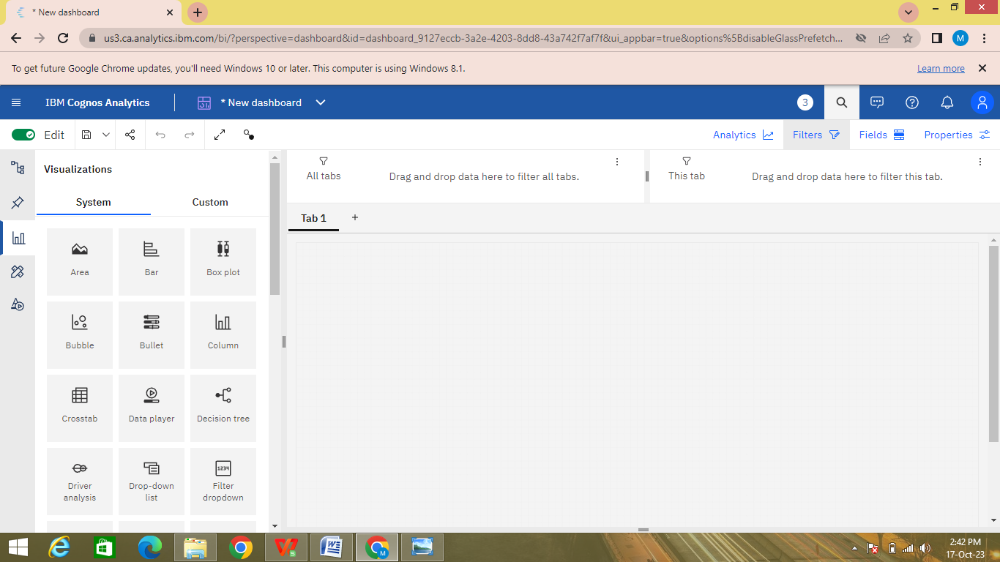 * New dashboard
us3.ca.analytics.ibm.com/bi/?perspective=dashboard&id=dashboard_9127eccb-3a2e-4203-8dd8-43a742f7af7f&ui_appbar=true&options%5BdisableGlassPrefetch...
M
To get future Google Chrome updates, you'll need Windows 10 or later. This computer is using Windows 8.1.
Learn more
IBM Cognos Analytics
* New dashboard
3
Edit
Analytics
Filters
Fields
Properties
Visualizations
System
Custom
All tabs
Drag and drop data here to filter all tabs.
This tab
Drag and drop data here to filter this tab.
Tab 1
Area
Bar
Box plot
Bubble
Bullet
Column
Crosstab
Data player
Decision tree
Driver
analysis
Drop-down
list
1234
Filter
dropdown
2:42 PM
17-Oct-23